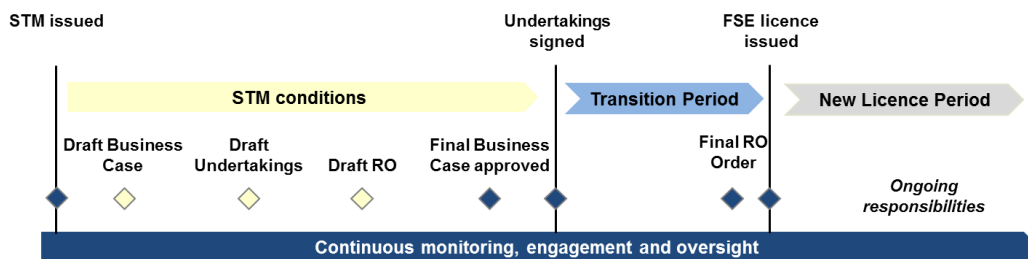 STM issued
Undertakings
signed
FSE licence
issued
STM conditions
Transition Period
New Licence Period
Draft Business
Case
Draft
Undertakings
Draft RO
Final Business
Case approved
Final RO
Order
Ongoing
responsibilities
Continuous monitoring, engagement and oversight